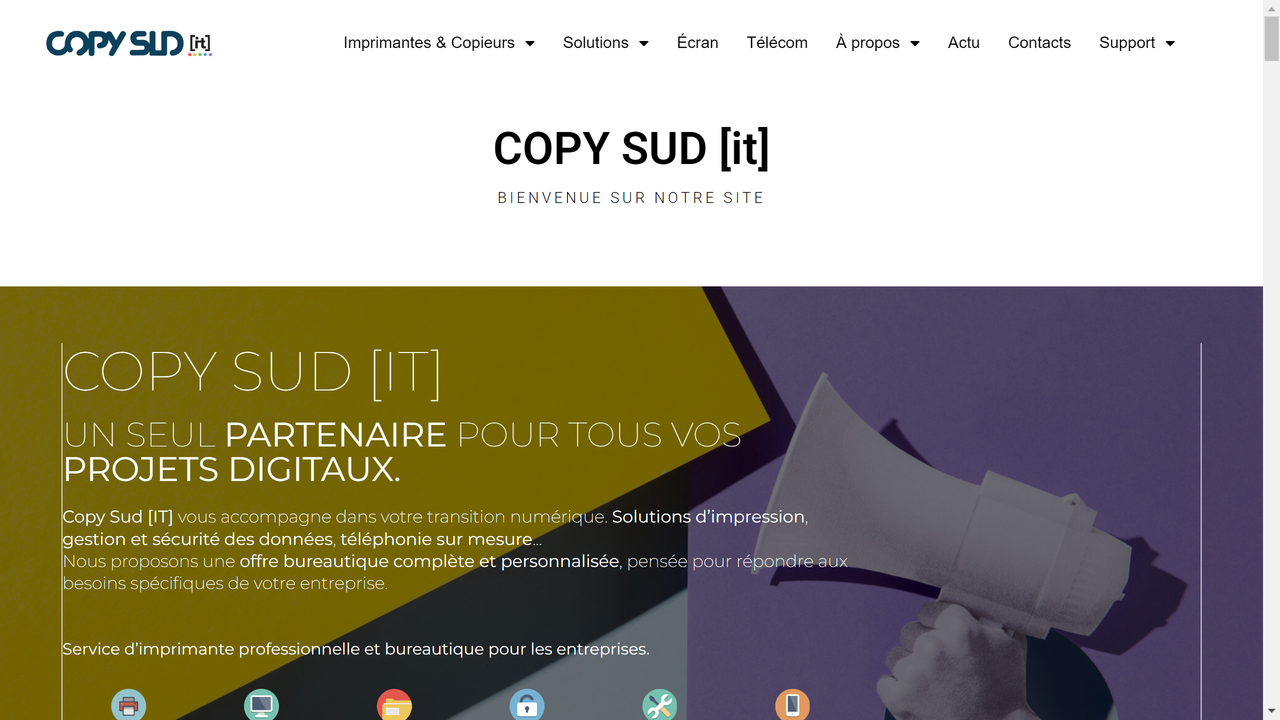 COPY SUD [it]
Imprimantes & Copieurs
Solutions
Écran
Télécom
À propos
Actu
Contacts
Support
COPY SUD [it]
BIENVENUE SUR NOTRE SITE
COPY SUD [IT]
UN SEUL PARTENAIRE POUR TOUS VOS
PROJETS DIGITAUX.
Copy Sud [IT] vous accompagne dans votre transition numérique. Solutions d’impression,
gestion et sécurité des données, téléphonie sur mesure...
Nous proposons une offre bureautique complète et personnalisée, pensée pour répondre aux
besoins spécifiques de votre entreprise.
Service d’imprimante professionnelle et bureautique pour les entreprises.